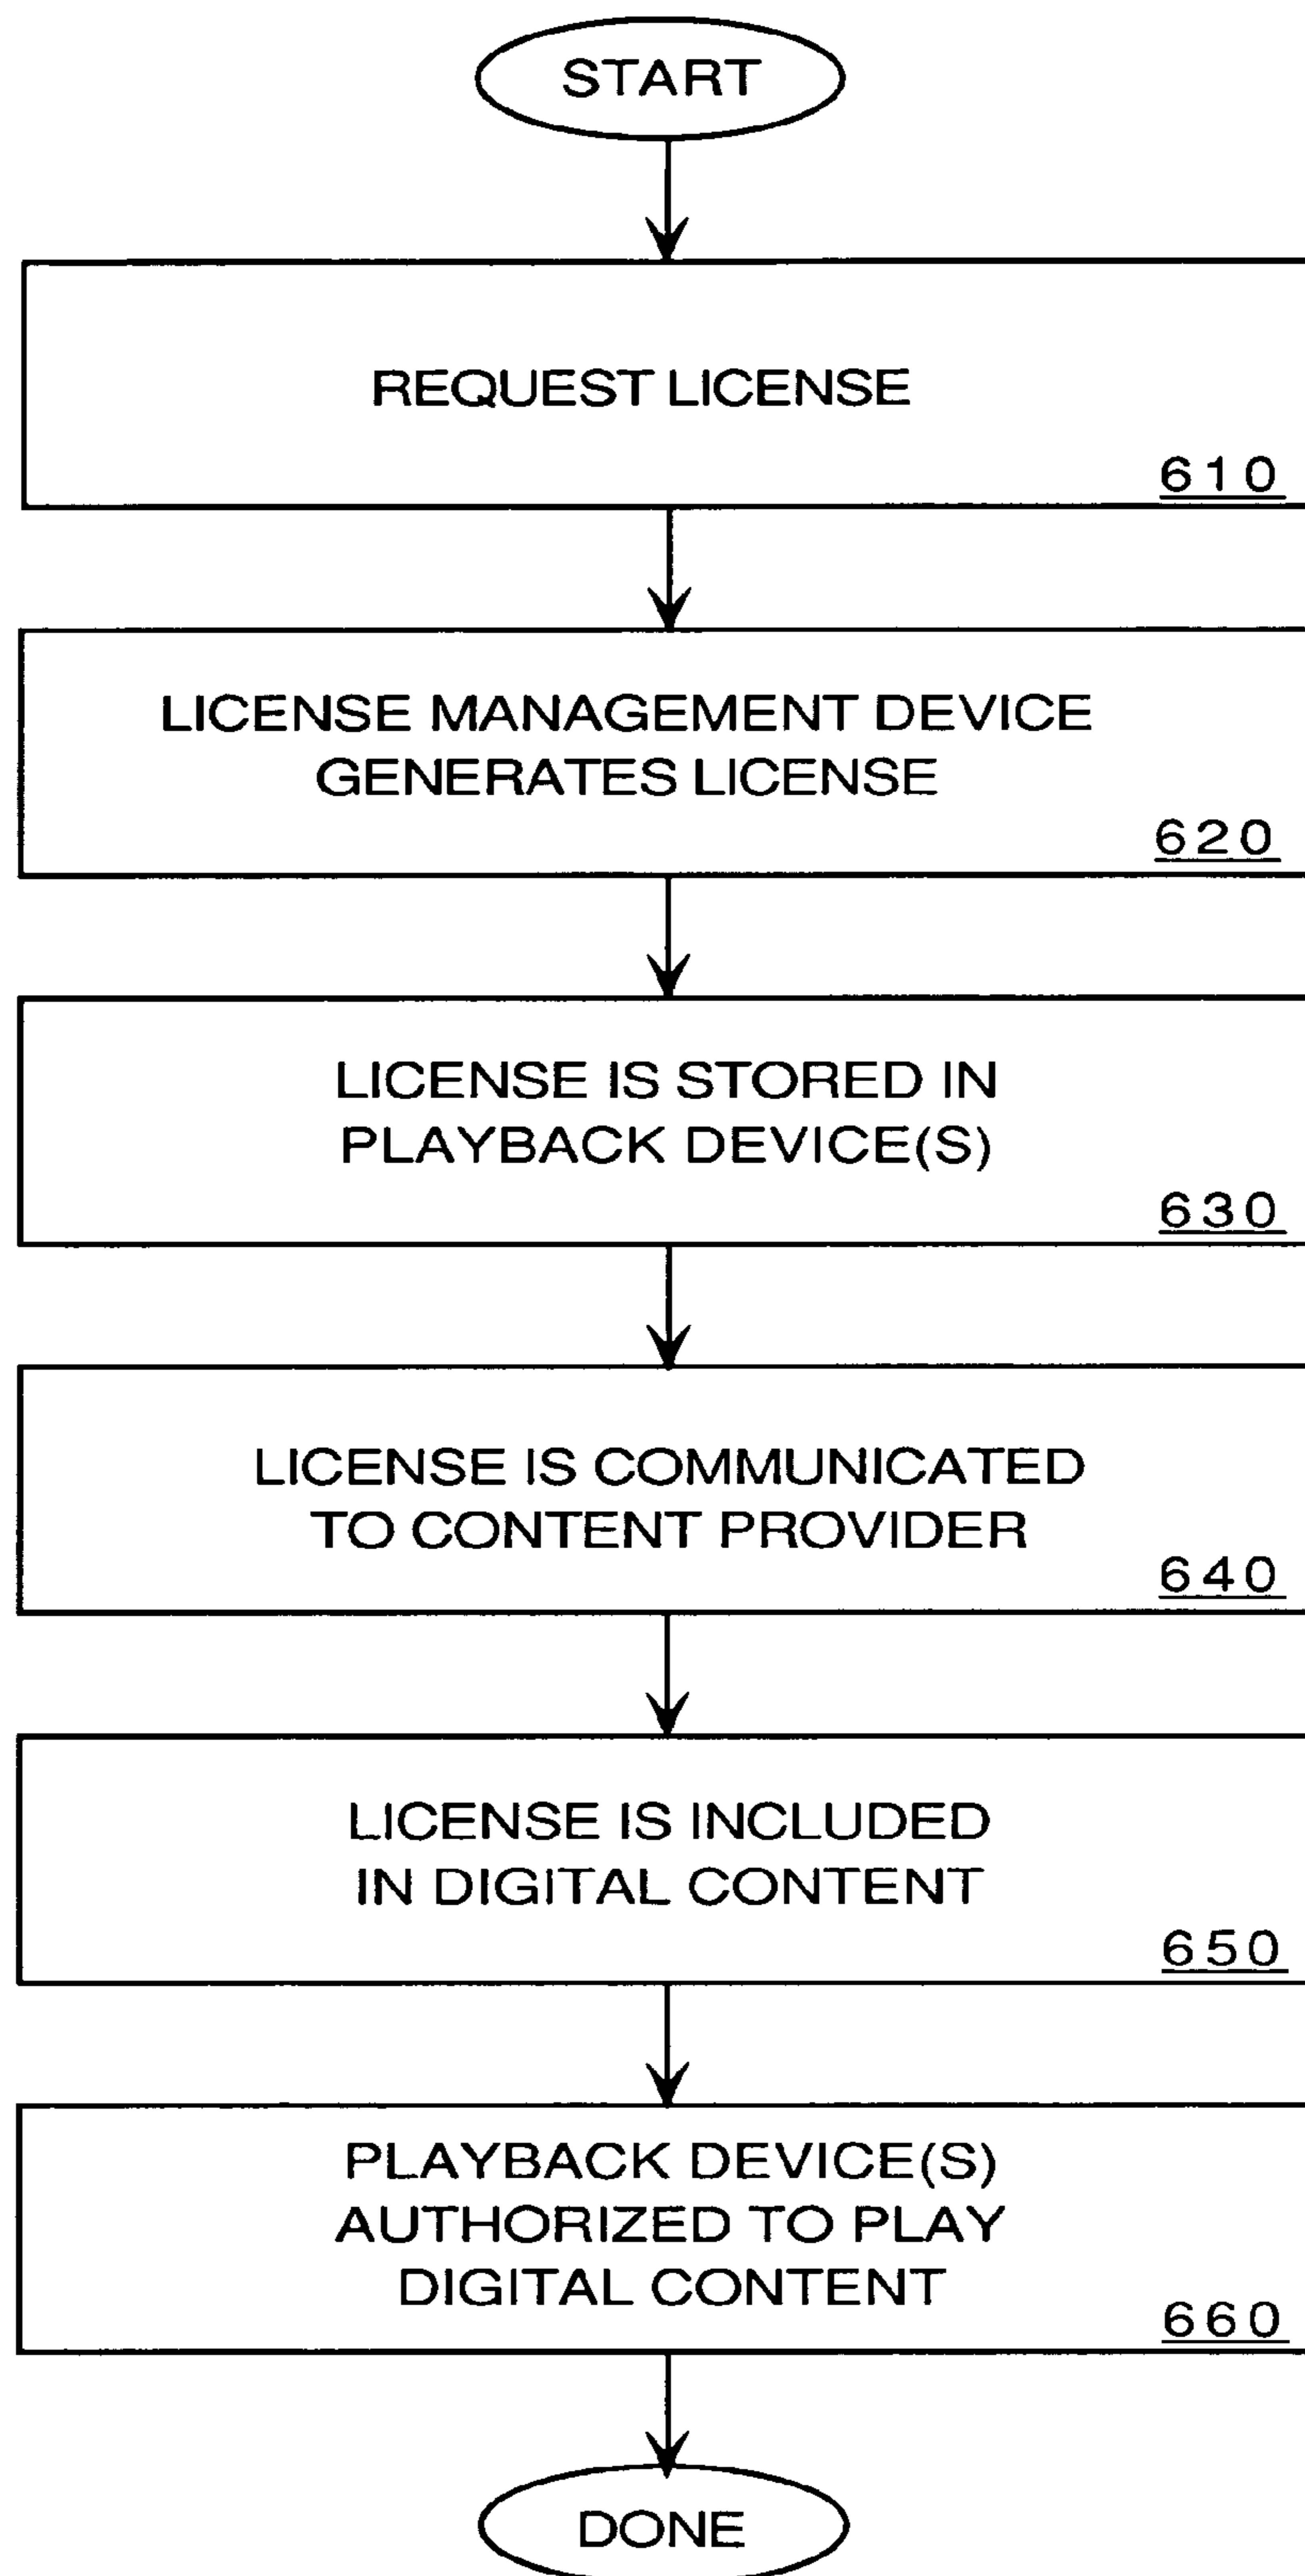 START
REQUEST LICENSE
610
LICENSE MANAGEMENT DEVICE
GENERATES LICENSE
620
LICENSE IS STORED IN
PLAYBACK DEVICE(S)
630
LICENSE IS COMMUNICATED
TO CONTENT PROVIDER
640
LICENSE IS INCLUDED
IN DIGITAL CONTENT
650
PLAYBACK DEVICE(S)
AUTHORIZED TO PLAY
DIGITAL CONTENT
660
DONE